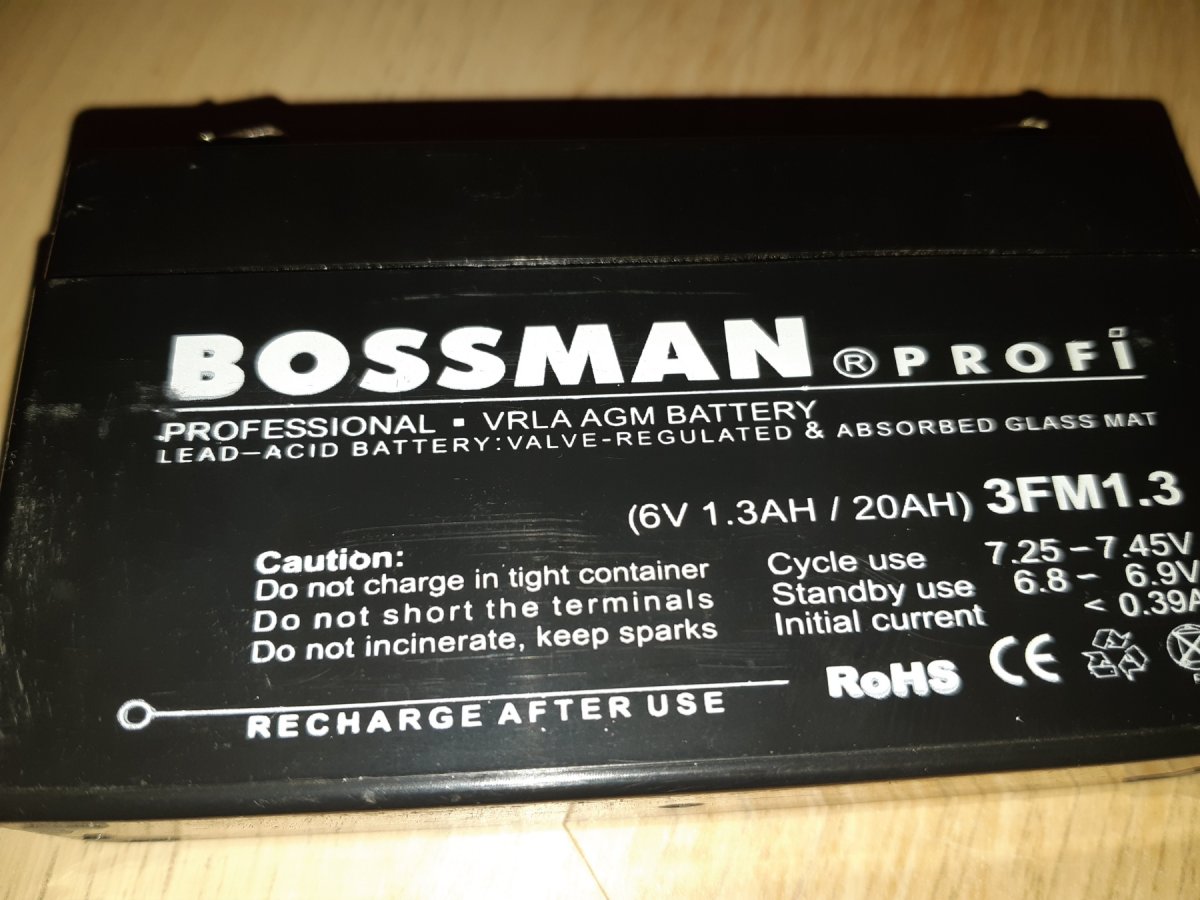 BOSSMAN ® PROFi
PROFESSIONAL ▪ VRLA AGM BATTERY
LEAD-ACID BATTERY:VALVE-REGULATED & ABSORBED GLASS MAT
(6V 1.3AH / 20AH) 3FM1.3
Caution:
Do not charge in tight container
Do not short the terminals
Do not incinerate, keep sparks
Cycle use 7.25-7.45V
Standby use 6.8- 6.9V
Initial current < 0.39A
RoHS CE
RECHARGE AFTER USE